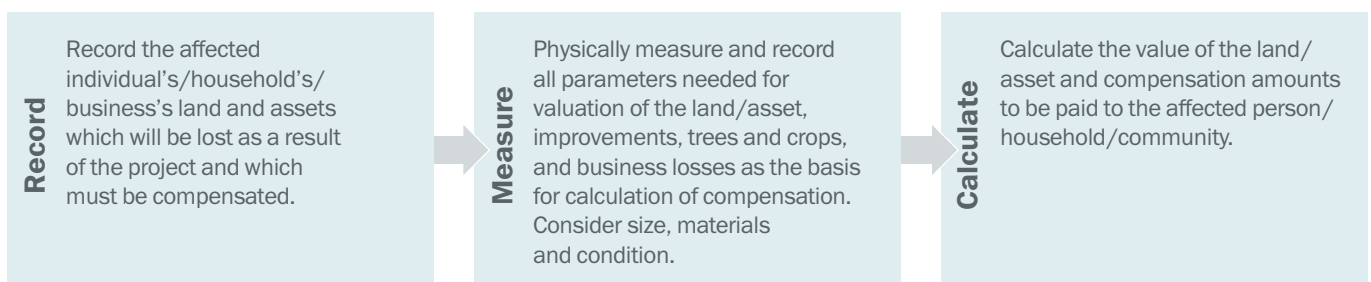 Record
Record the affected
individual's/household's/
business's land and assets
which will be lost as a result
of the project and which
must be compensated.
Measure
Physically measure and record
all parameters needed for
valuation of the land/asset,
improvements, trees and crops,
and business losses as the basis
for calculation of compensation.
Consider size, materials
and condition.
Calculate
Calculate the value of the land/
asset and compensation amounts
to be paid to the affected person/
household/community.